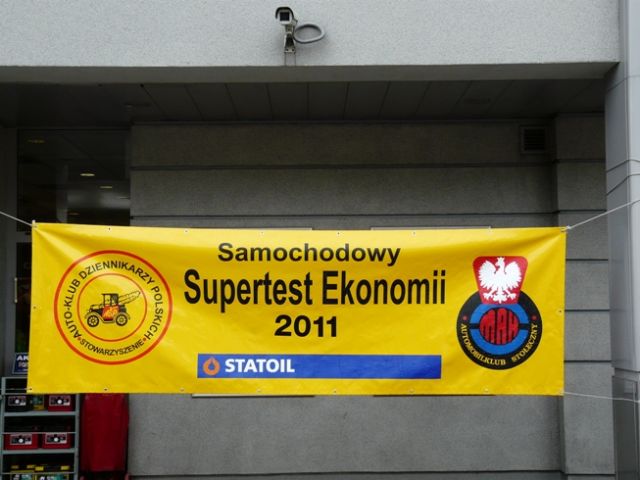 Samochodowy
Supertest Ekonomii
2011
STATOIL
AUTO-KLUB DZIENNIKARZY POLSKICH
STOWARZYSZENIE
AUTOMOBILKLUB STOŁECZNY